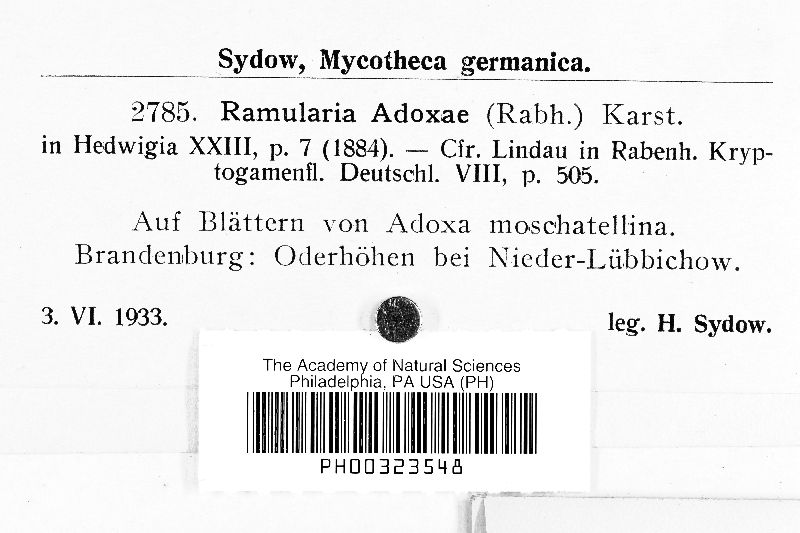 Sydow, Mycotheca germanica.
2785. Ramularia Adoxae (Rabh.) Karst.
in Hedwigia XXIII, p. 7 (1884). — Cfr. Lindau in Rabenh. Kryp-
togamenfl. Deutschl. VIII, p. 505.
Auf Blättern von Adoxa moschatellina.
Brandenburg: Oderhöhen bei Nieder-Lübbichow.
3. VI. 1933.
leg. H. Sydow.
The Academy of Natural Sciences
Philadelphia, PA USA (PH)
PH00323548